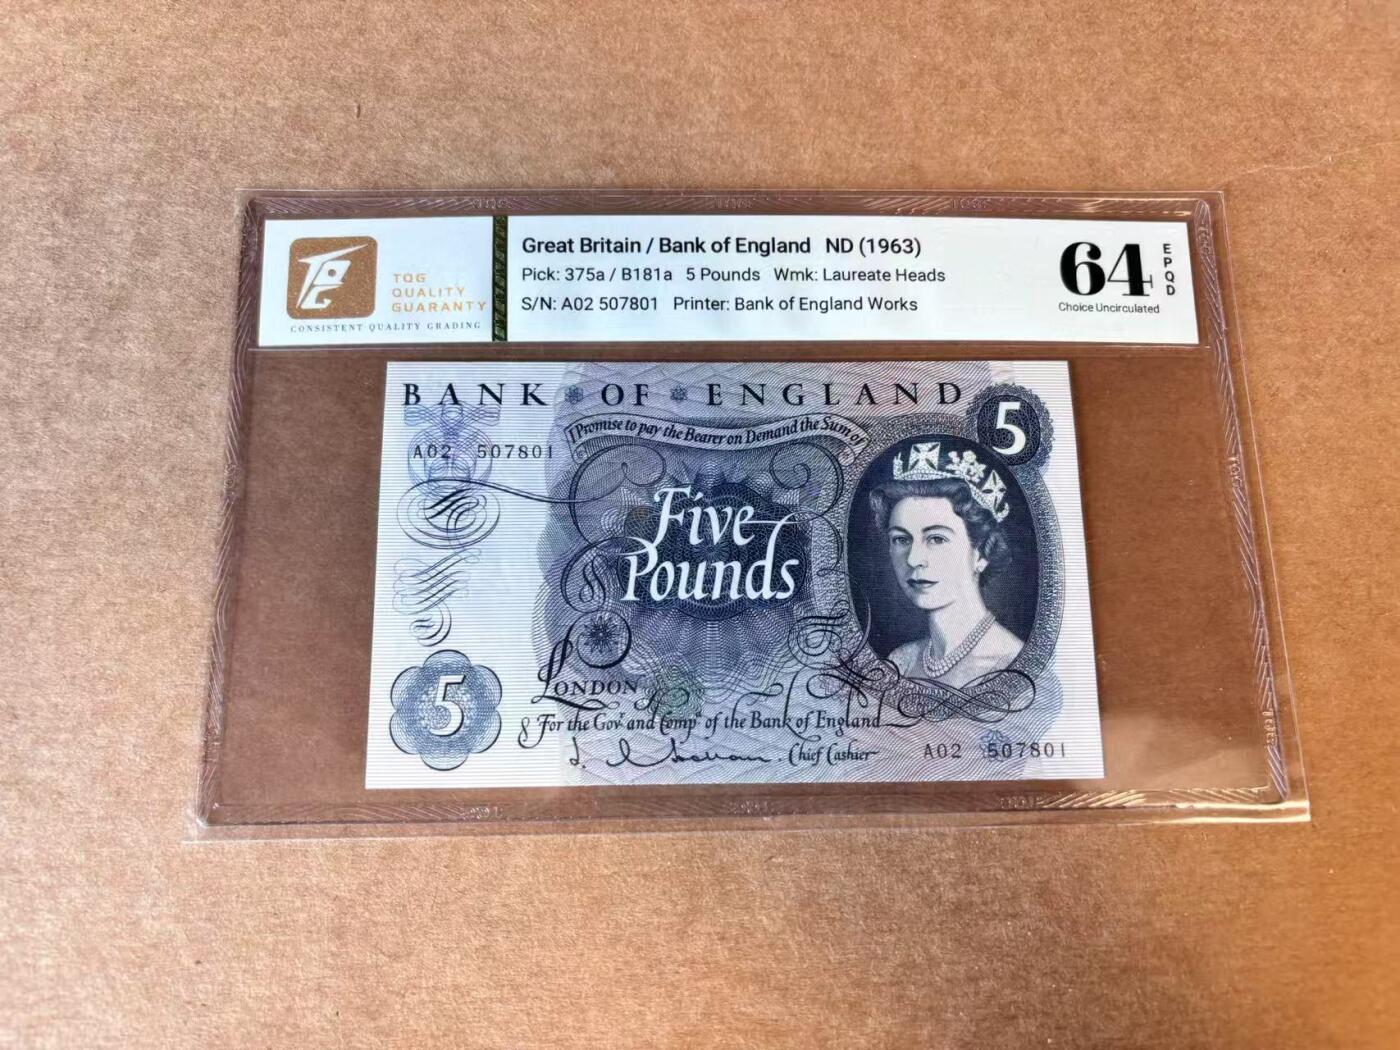 TQG
QUALITY
GUARANTY
CONSISTENT QUALITY GRADING
Great Britain / Bank of England ND (1963)
Pick: 375a / B181a 5 Pounds Wmk: Laureate Heads
S/N: A02 507801 Printer: Bank of England Works
64
EPQD
Choice Uncirculated
BANK OF ENGLAND
5
I Promise to pay the Bearer on Demand the Sum of
A02 507801
Five
Pounds
LONDON
5
For the Govr and Compa of the Bank of England
Chief Cashier
A02 507801